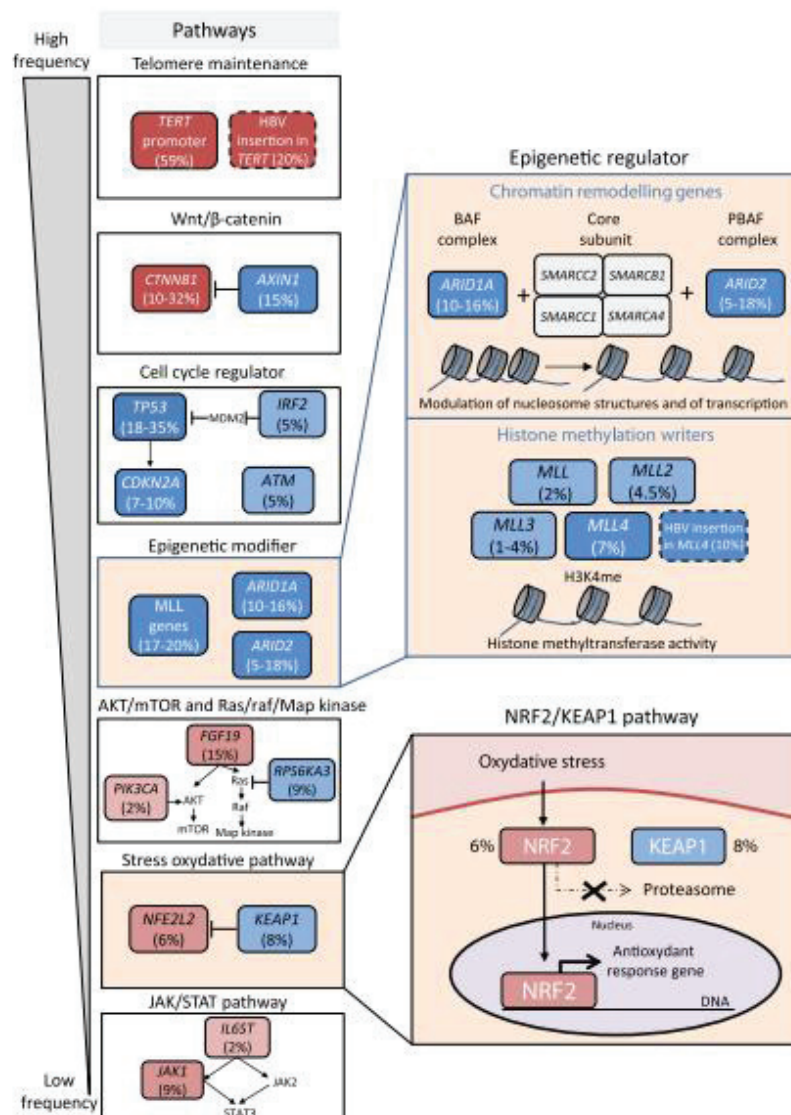 High
frequency
Pathways
Telomere maintenance
TERT
promoter
(59%)
HBV
insertion in
TERT (20%)
Wnt/β-catenin
CTNNB1
(10-32%)
AXIN1
(15%)
Cell cycle regulator
TP53
(18-35%
MDM2
IRF2
(5%)
CDKN2A
(7-10%
ATM
(5%)
Epigenetic modifier
MLL
genes
(17-20%)
ARID1A
(10-16%)
ARID2
(5-18%)
AKT/mTOR and Ras/raf/Map kinase
FGF19
(15%)
PIK3CA
(2%)
AKT
mTOR
Ras
Raf
Map kinase
RPS6KA3
(9%)
Stress oxydative pathway
NFE2L2
(6%)
KEAP1
(8%)
JAK/STAT pathway
IL6ST
(2%)
JAK1
(9%)
JAK2
STAT3
Low
frequency
Epigenetic regulator
Chromatin remodelling genes
BAF
complex
Core
subunit
PBAF
complex
ARID1A
(10-16%)
+
SMARCC2 SMARCB1
SMARCC1 SMARCA4
+
ARID2
(5-18%)
Modulation of nucleosome structures and of transcription
Histone methylation writers
MLL
(2%)
MLL2
(4.5%)
MLL3
(1-4%)
MLL4
(7%)
HBV insertion
in MLL4 (10%)
H3K4me
Histone methyltransferase activity
NRF2/KEAP1 pathway
Oxydative stress
6% NRF2 KEAP1 8%
Proteasome
Nucleus
Antioxydant
response gene
NRF2
DNA